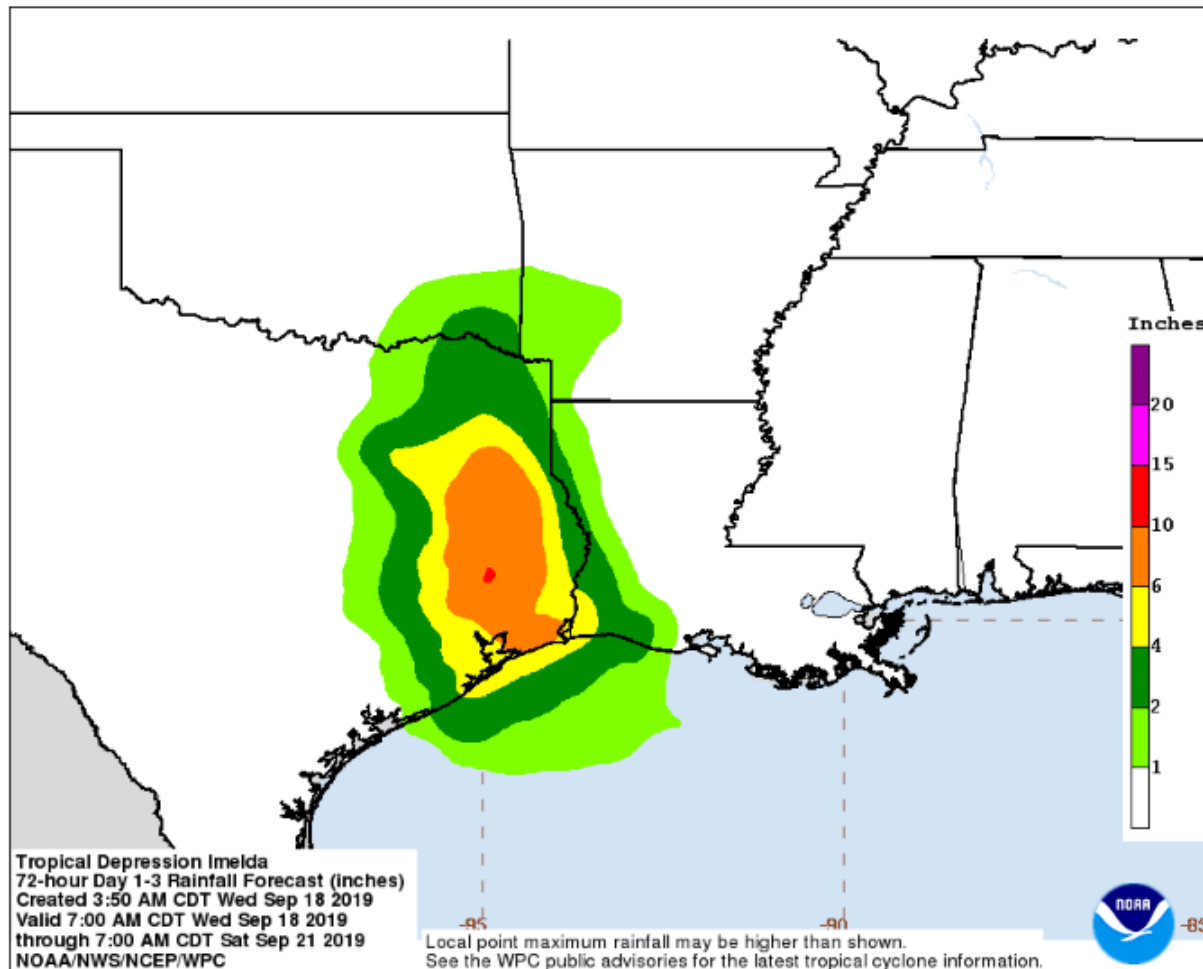 Inches
20
15
10
6
4
2
1
-95
-90
-85
Tropical Depression Imelda
72-hour Day 1-3 Rainfall Forecast (inches)
Created 3:50 AM CDT Wed Sep 18 2019
Valid 7:00 AM CDT Wed Sep 18 2019
through 7:00 AM CDT Sat Sep 21 2019
NOAA/NWS/NCEP/WPC
Local point maximum rainfall may be higher than shown.
See the WPC public advisories for the latest tropical cyclone information.
NOAA